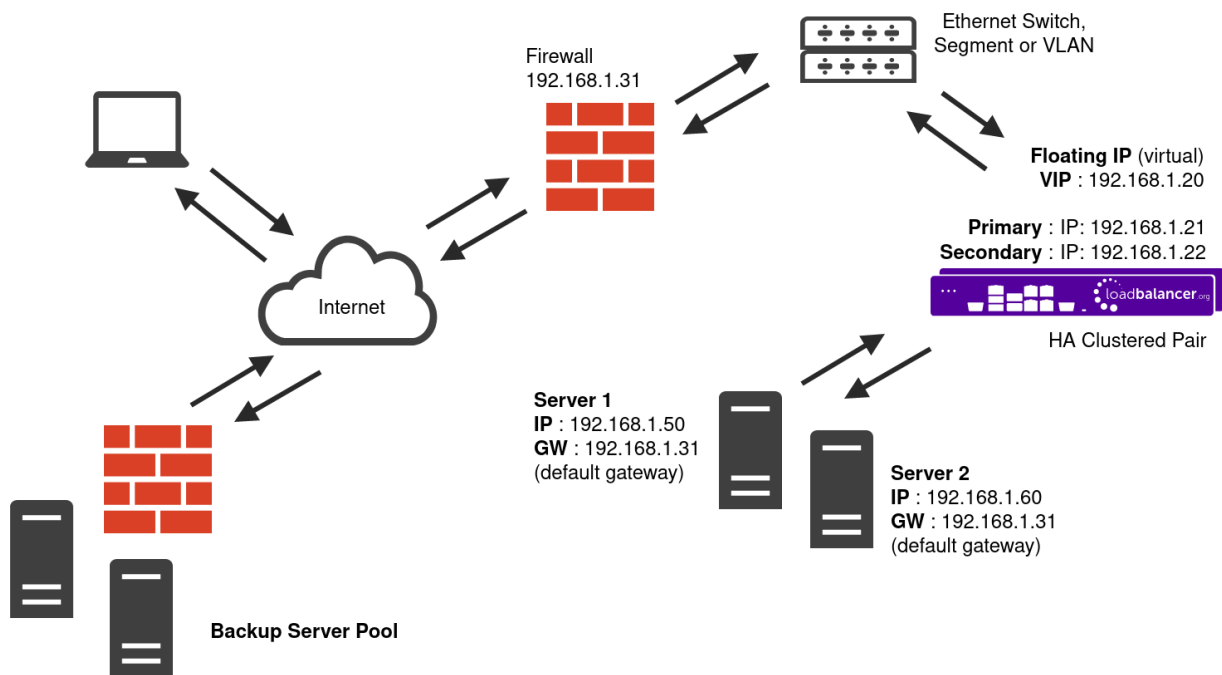 Ethernet Switch,
Segment or VLAN
Firewall
192.168.1.31
Floating IP (virtual)
VIP : 192.168.1.20
Primary : IP: 192.168.1.21
Secondary : IP: 192.168.1.22
loadbalancer.org
HA Clustered Pair
Internet
Server 1
IP : 192.168.1.50
GW : 192.168.1.31
(default gateway)
Server 2
IP : 192.168.1.60
GW : 192.168.1.31
(default gateway)
Backup Server Pool